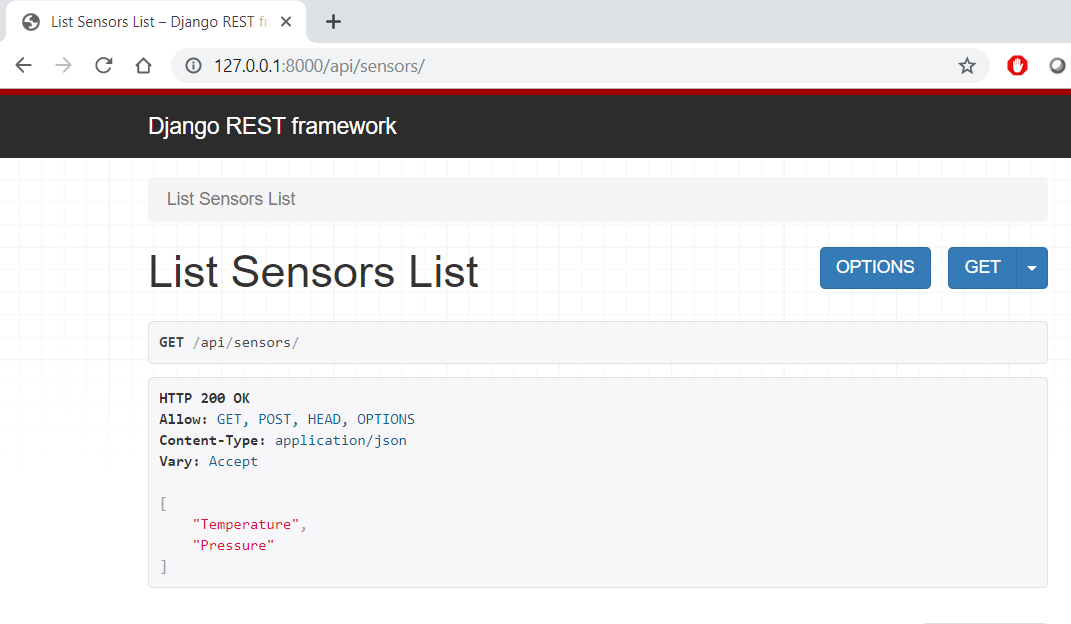 List Sensors List – Django REST fr
127.0.0.1:8000/api/sensors/
Django REST framework
List Sensors List
List Sensors List
OPTIONS
GET
GET /api/sensors/
HTTP 200 OK
Allow: GET, POST, HEAD, OPTIONS
Content-Type: application/json
Vary: Accept
[
"Temperature",
"Pressure"
]